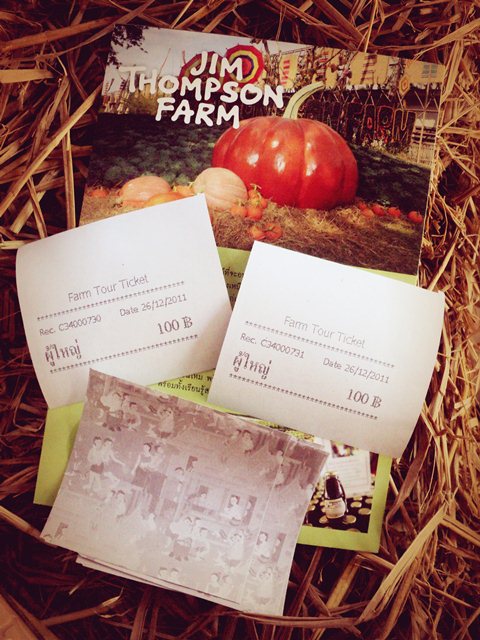 JIM
THOMPSON
FARM
Farm Tour Ticket
Rec. C34000730 Date 26/12/2011
ผู้ใหญ่ 100 ฿
Farm Tour Ticket
Rec. C34000731 Date 26/12/2011
ผู้ใหญ่ 100 ฿